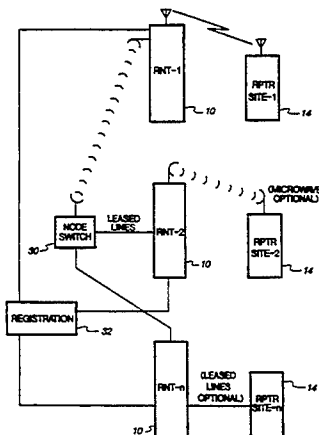 RNT-1
10
RPTR
SITE-1
14
(MICROWAVE
OPTIONAL)
NODE
SWITCH
30
LEASED
LINES
RNT-2
10
RPTR
SITE-2
14
REGISTRATION
32
RNT-n
10
(LEASED
LINES
OPTIONAL)
RPTR
SITE-n
14